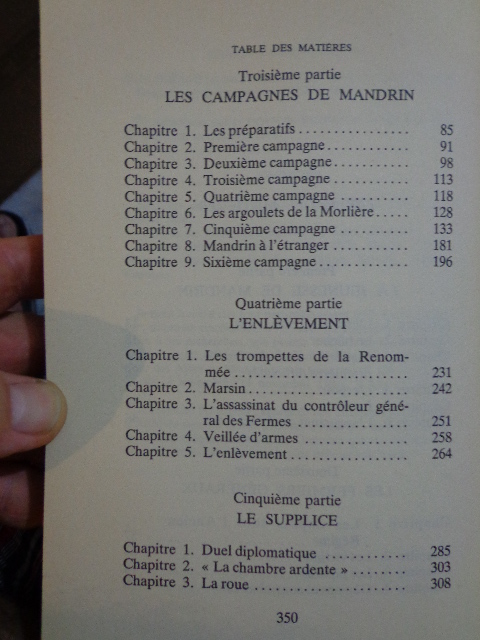 TABLE DES MATIÈRES
Troisième partie
LES CAMPAGNES DE MANDRIN
Chapitre 1. Les préparatifs ................ 85
Chapitre 2. Première campagne ............ 91
Chapitre 3. Deuxième campagne ............ 98
Chapitre 4. Troisième campagne ........... 113
Chapitre 5. Quatrième campagne .......... 118
Chapitre 6. Les argoulets de la Morlière ..... 128
Chapitre 7. Cinquième campagne .......... 133
Chapitre 8. Mandrin à l'étranger ........... 181
Chapitre 9. Sixième campagne ............. 196
Quatrième partie
L'ENLÈVEMENT
Chapitre 1. Les trompettes de la Renom-
mée ........................ 231
Chapitre 2. Marsin ....................... 242
Chapitre 3. L'assassinat du contrôleur géné-
ral des Fermes ................ 251
Chapitre 4. Veillée d'armes ............... 258
Chapitre 5. L'enlèvement ................. 264
Cinquième partie
LE SUPPLICE
Chapitre 1. Duel diplomatique ............ 285
Chapitre 2. « La chambre ardente » ........ 303
Chapitre 3. La roue ...................... 308
350